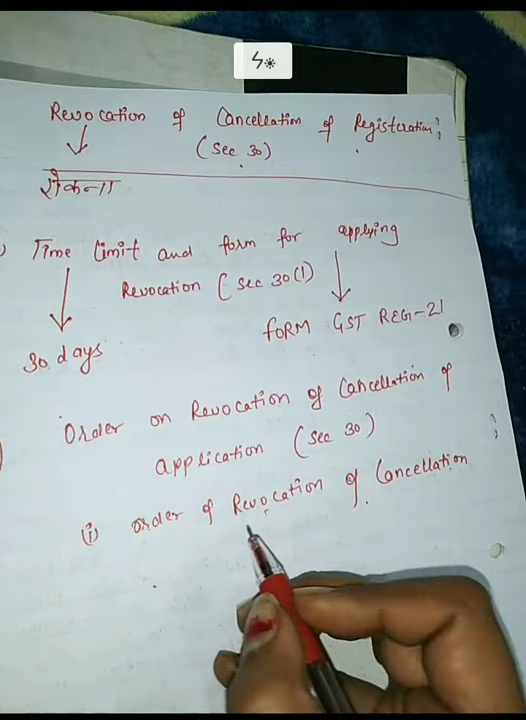 Revocation of Cancellation of Registration:
(Sec 30)
रोकना
Time limit and form for applying
Revocation (Sec 30(1)
30 days
FORM GST REG-21
Order on Revocation of Cancellation of
application (Sec 30)
(i) order of Revocation of Cancellation